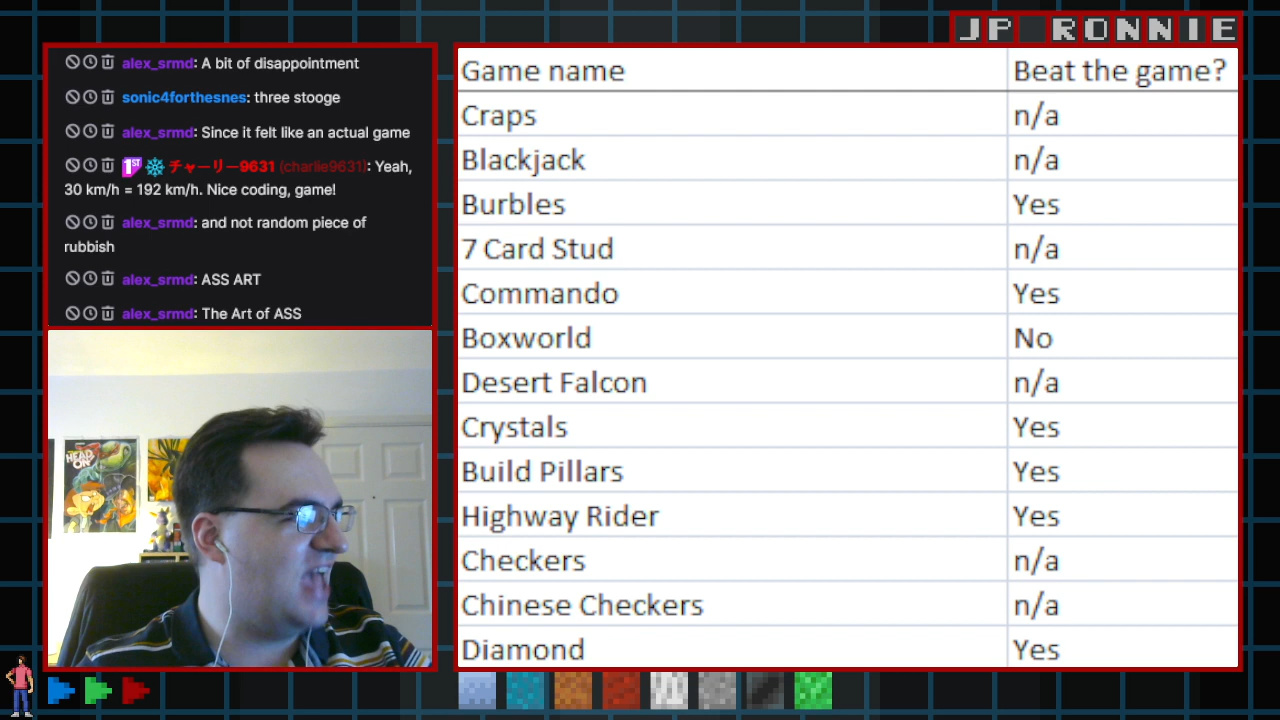 JP RONNIE
alex_srmd: A bit of disappointment
sonic4forthesnes: three stooge
alex_srmd: Since it felt like an actual game
1ST チャーリー9631 (charlie9631): Yeah,
30 km/h = 192 km/h. Nice coding, game!
alex_srmd: and not random piece of
rubbish
alex_srmd: ASS ART
alex_srmd: The Art of ASS
HEAD ON
Game name Beat the game?
Craps n/a
Blackjack n/a
Burbles Yes
7 Card Stud n/a
Commando Yes
Boxworld No
Desert Falcon n/a
Crystals Yes
Build Pillars Yes
Highway Rider Yes
Checkers n/a
Chinese Checkers n/a
Diamond Yes